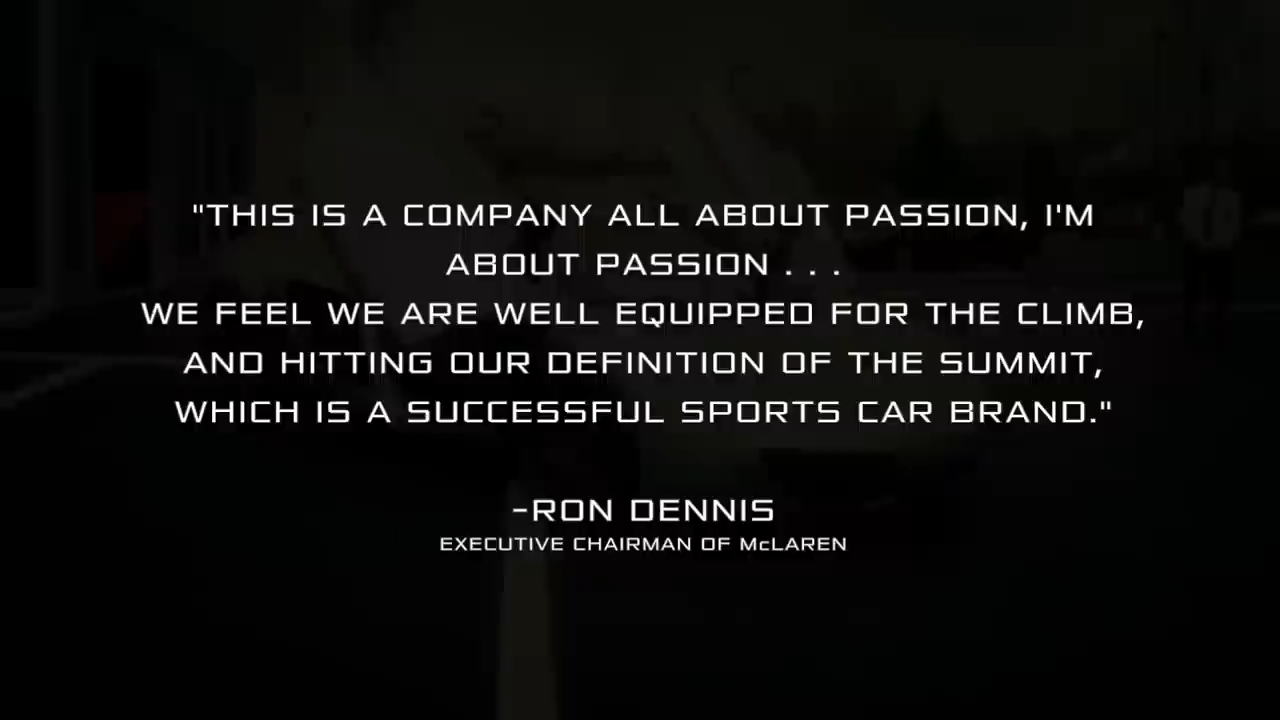 "THIS IS A COMPANY ALL ABOUT PASSION, I'M
ABOUT PASSION . . .
WE FEEL WE ARE WELL EQUIPPED FOR THE CLIMB,
AND HITTING OUR DEFINITION OF THE SUMMIT,
WHICH IS A SUCCESSFUL SPORTS CAR BRAND."
-RON DENNIS
EXECUTIVE CHAIRMAN OF McLAREN